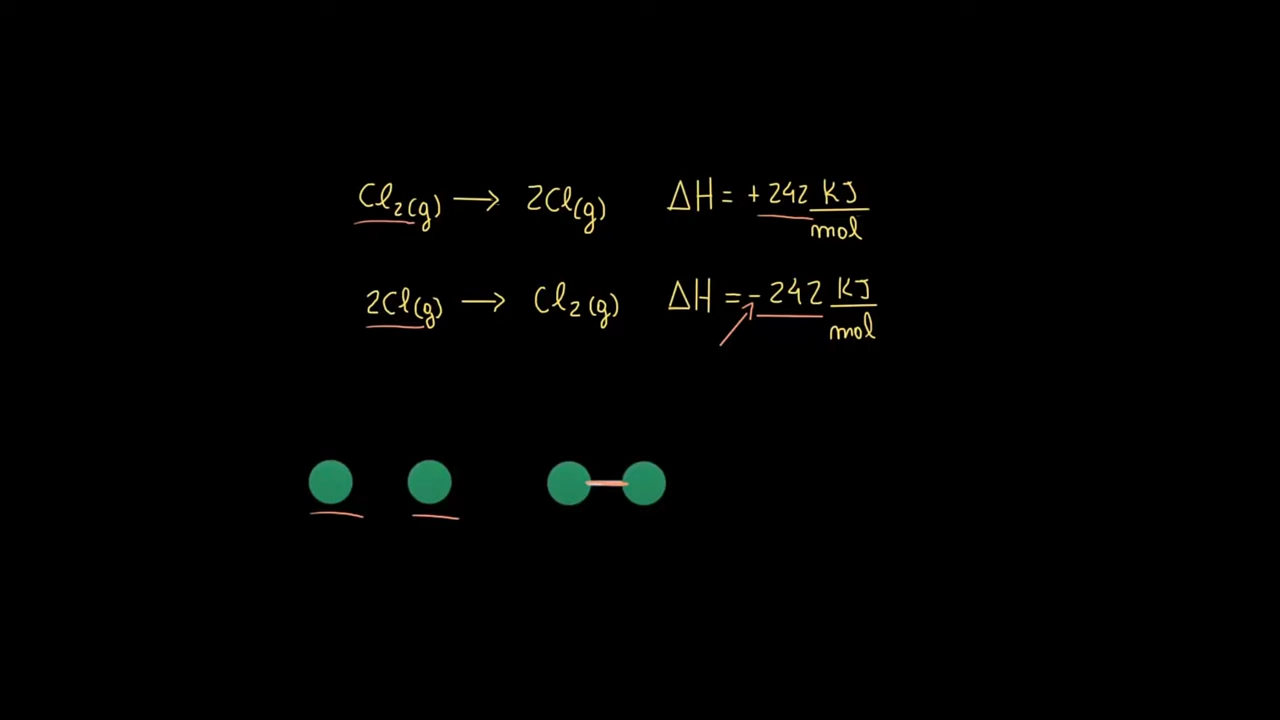 Cl₂(g) → 2Cl(g) ΔH = +242 KJ/mol
2Cl(g) → Cl₂(g) ΔH = -242 KJ/mol